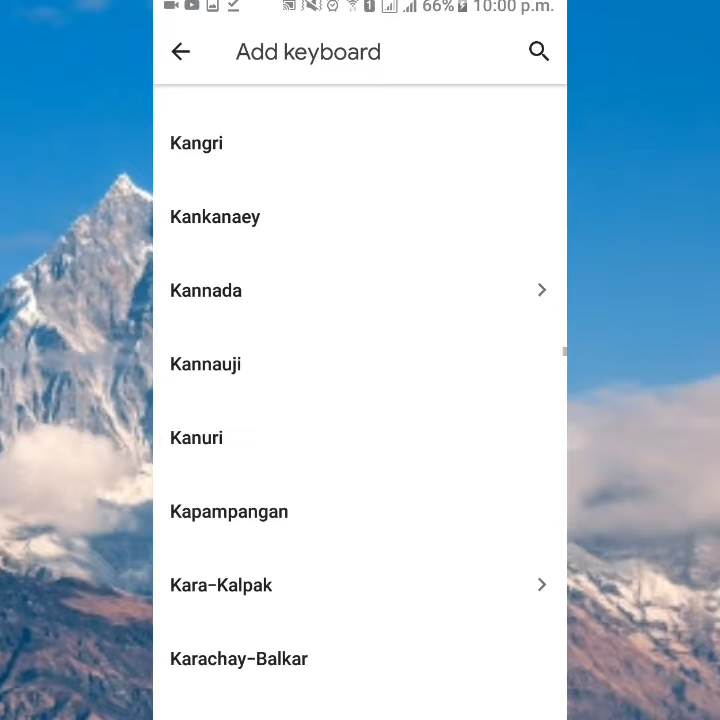 66% 10:00 p.m.
Add keyboard
Kangri
Kankanaey
Kannada
Kannauji
Kanuri
Kapampangan
Kara-Kalpak
Karachay-Balkar